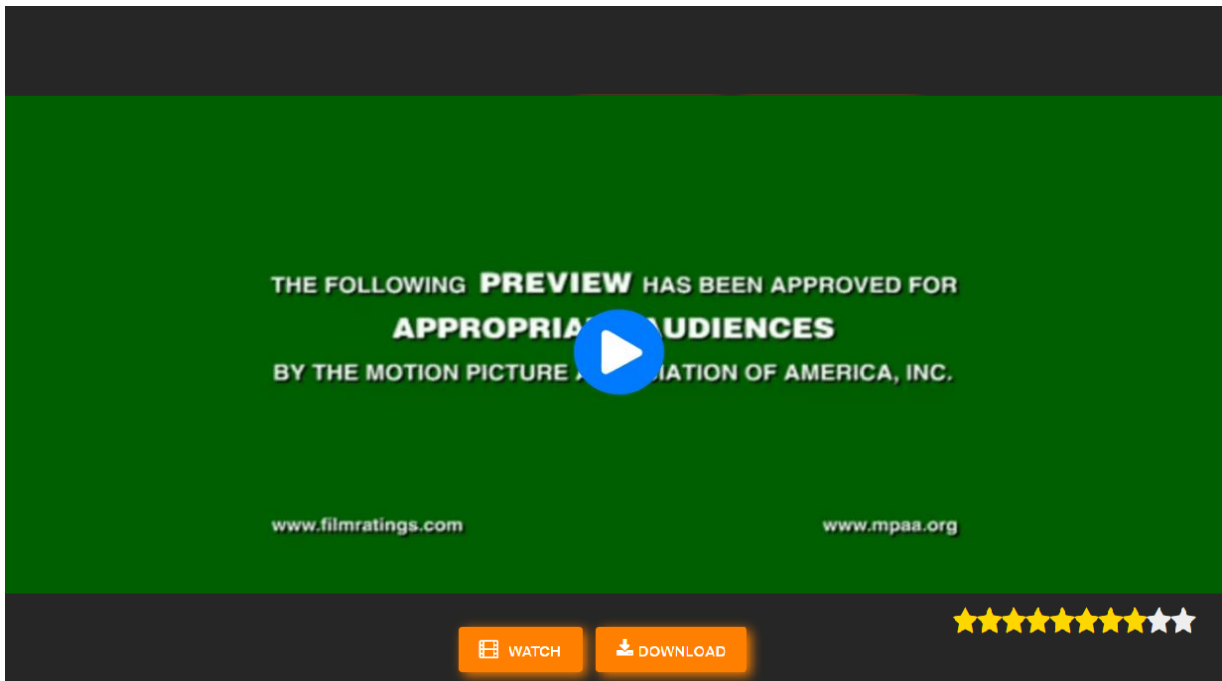 THE FOLLOWING PREVIEW HAS BEEN APPROVED FOR
BY THE MOTION PICTURE OF AMERICA, INC.
www.filmratings.com www.mpaa.org
WATCH DOWNLOAD